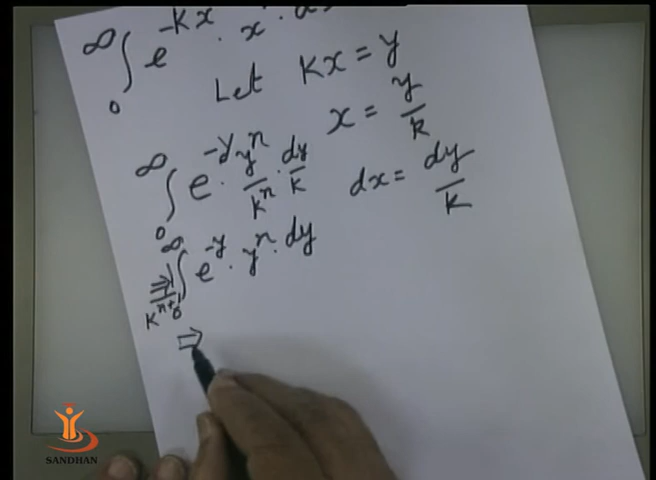 ∞∫0 e^-Kx . x .
Let Kx = y
x = y/k
∞∫0 e^-y . y^n/k^n . dy/k
dx = dy/k
⇒ 1/k^n+1 ∞∫0 e^-y . y^n . dy
⇒
SANDHAN